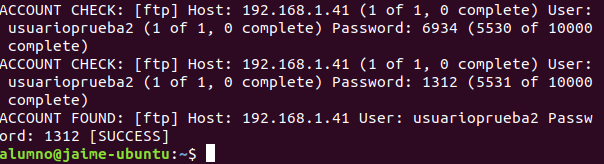 ACCOUNT CHECK: [ftp] Host: 192.168.1.41 (1 of 1, 0 complete) User:
 usuarioprueba2 (1 of 1, 0 complete) Password: 6934 (5530 of 10000
 complete)
ACCOUNT CHECK: [ftp] Host: 192.168.1.41 (1 of 1, 0 complete) User:
 usuarioprueba2 (1 of 1, 0 complete) Password: 1312 (5531 of 10000
 complete)
ACCOUNT FOUND: [ftp] Host: 192.168.1.41 User: usuarioprueba2 Passw
ord: 1312 [SUCCESS]
alumno@jaime-ubuntu:~$